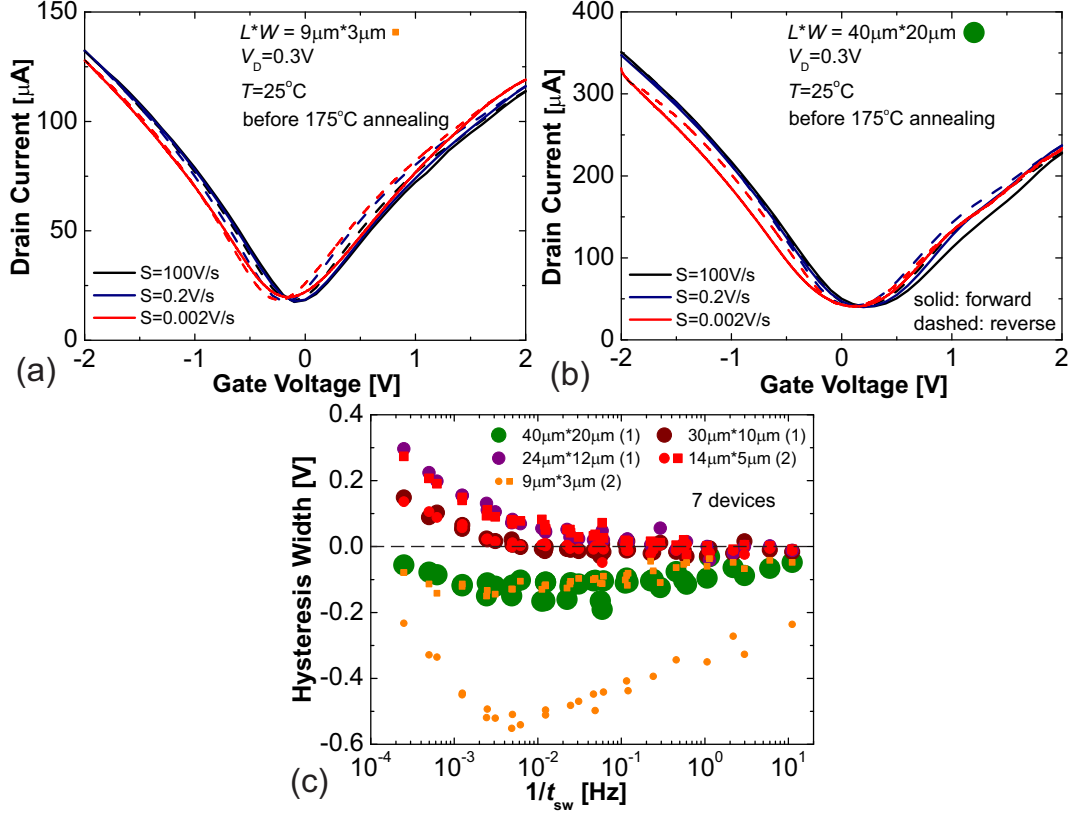 150
100
50
0
Drain Current [μA]
L*W = 9μm*3μm
V_D=0.3V
T=25°C
before 175°C annealing
S=100V/s
S=0.2V/s
S=0.002V/s
-2 -1 0 1 2
(a) Gate Voltage [V]
400
300
200
100
0
Drain Current [μA]
L*W = 40μm*20μm
V_D=0.3V
T=25°C
before 175°C annealing
S=100V/s
S=0.2V/s
S=0.002V/s
solid: forward
dashed: reverse
-2 -1 0 1 2
(b) Gate Voltage [V]
0.4
0.2
0.0
-0.2
-0.4
-0.6
Hysteresis Width [V]
40μm*20μm (1) 30μm*10μm (1)
24μm*12μm (1) 14μm*5μm (2)
9μm*3μm (2)
7 devices
10⁻⁴ 10⁻³ 10⁻² 10⁻¹ 10⁰ 10¹
(c) 1/t_sw [Hz]